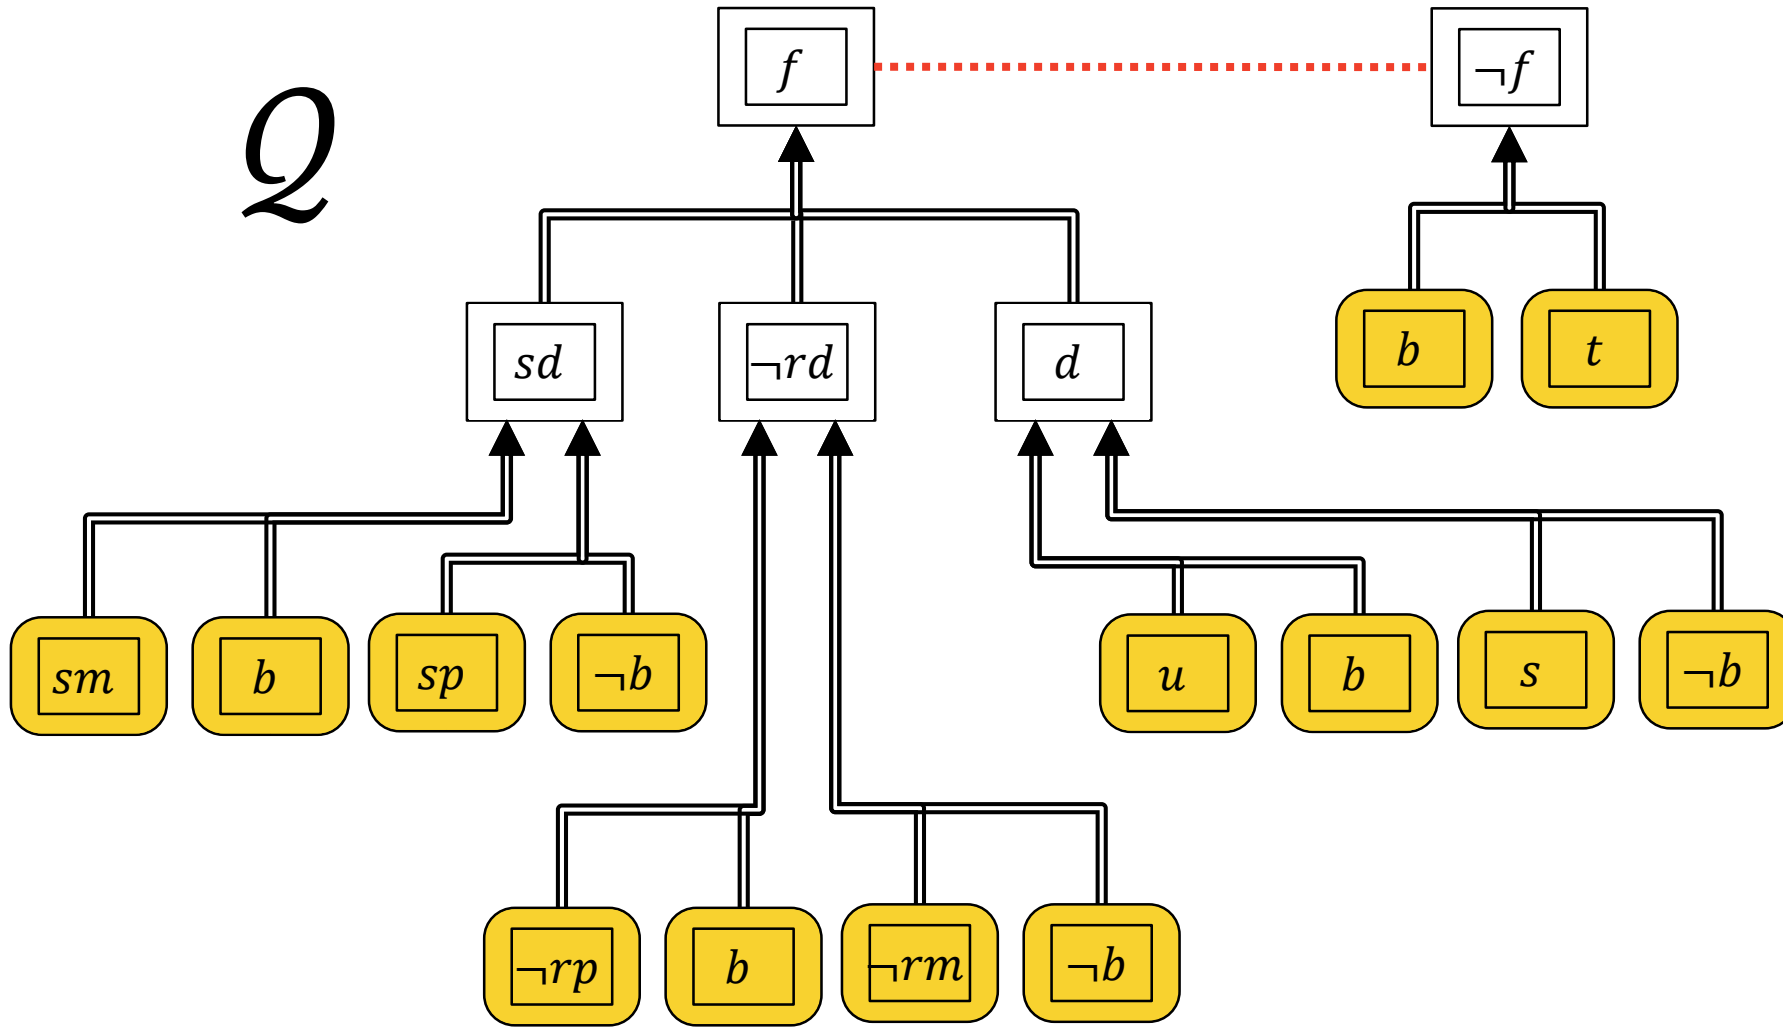 f ¬f
Q
sd ¬rd d b t
sm b sp ¬b u b s ¬b
¬rp b ¬rm ¬b